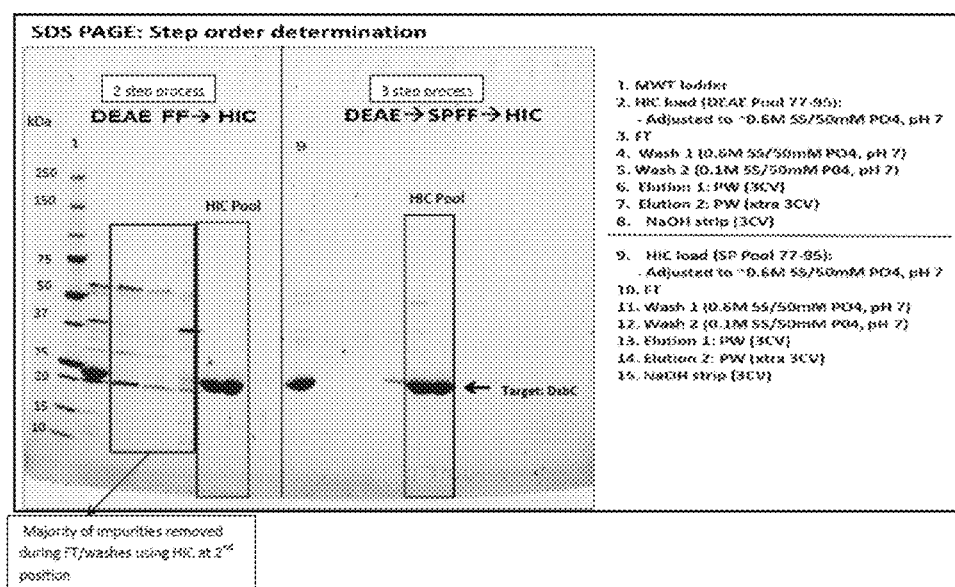 SDS PAGE: Step order determination
2 step process
DEAE FF→ HIC
3 step process
DEAE→SPFF→HIC
kDa
1
9
250
150
75
50
37
25
20
15
10
HIC Pool
HIC Pool
Target: DsbC
Majority of impurities removed
during FT/washes using HIC at 2nd
position
1. MWT ladder
2. HIC load (DEAE Pool 77-95):
- Adjusted to ~0.6M SS/50mM PO4, pH 7
3. FT
4. Wash 1 (0.6M SS/50mM PO4, pH 7)
5. Wash 2 (0.1M SS/50mM PO4, pH 7)
6. Elution 1: PW (3CV)
7. Elution 2: PW (xtra 3CV)
8. NaOH strip (3CV)
9. HIC load (SP Pool 77-95):
- Adjusted to ~0.6M SS/50mM PO4, pH 7
10. FT
11. Wash 1 (0.6M SS/50mM PO4, pH 7)
12. Wash 2 (0.1M SS/50mM PO4, pH 7)
13. Elution 1: PW (3CV)
14. Elution 2: PW (xtra 3CV)
15. NaOH strip (3CV)